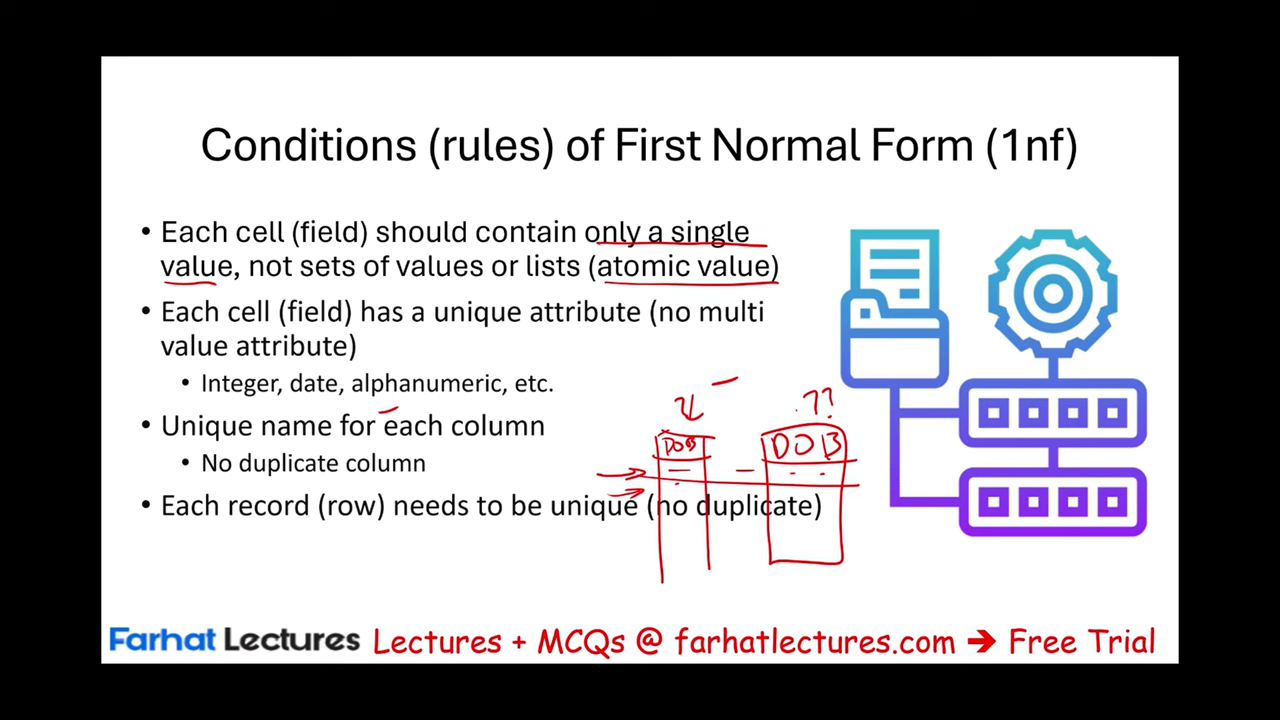 Conditions (rules) of First Normal Form (1nf)
• Each cell (field) should contain only a single
value, not sets of values or lists (atomic value)
• Each cell (field) has a unique attribute (no multi
value attribute)
• Integer, date, alphanumeric, etc.
??
• Unique name for each column
DOB DOB
• No duplicate column
• Each record (row) needs to be unique (no duplicate)
Farhat Lectures Lectures + MCQs @ farhatlectures.com ➔ Free Trial